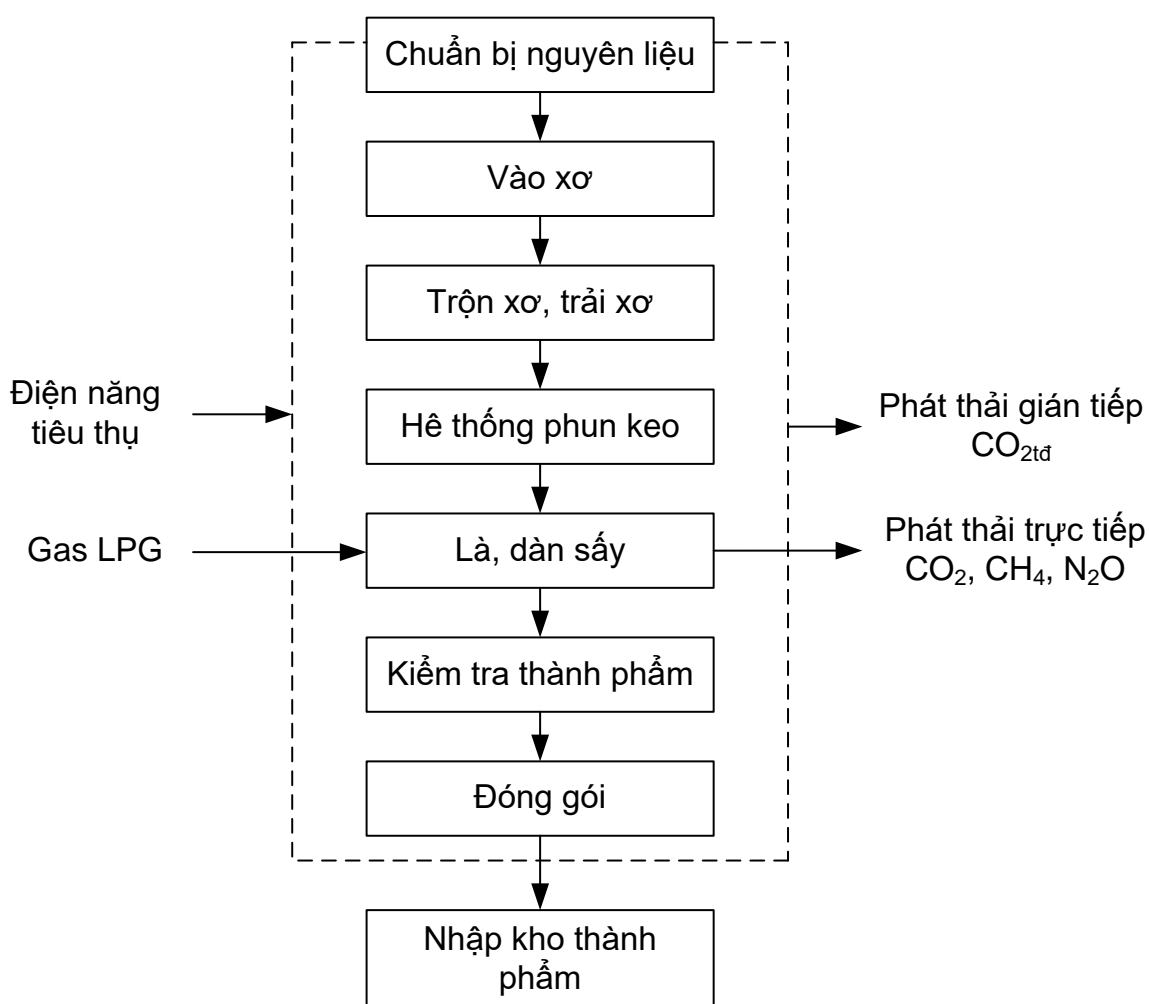 Chuẩn bị nguyên liệu
Vào xơ
Trộn xơ, trải xơ
Điện năng
tiêu thụ
Hê thống phun keo
Phát thải gián tiếp
CO₂tđ
Gas LPG
Là, dàn sấy
Phát thải trực tiếp
CO₂, CH₄, N₂O
Kiểm tra thành phẩm
Đóng gói
Nhập kho thành
phẩm